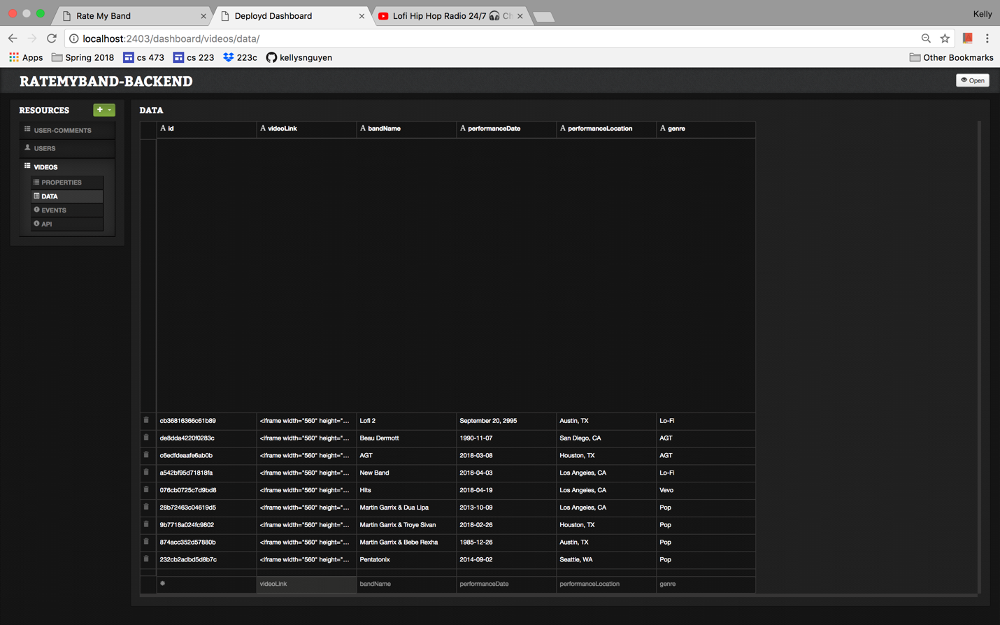 Rate My Band
Deployd Dashboard
Lofi Hip Hop Radio 24/7 🎧 Ch
Kelly
localhost:2403/dashboard/videos/data/
Apps
Spring 2018
cs 473
cs 223
223c
kellysnguyen
Other Bookmarks
RATEMYBAND-BACKEND
Open
RESOURCES
USER-COMMENTS
USERS
VIDEOS
PROPERTIES
DATA
EVENTS
API
DATA
A id A videoLink A bandName A performanceDate A performanceLocation A genre
cb36816366c61b89 <iframe width="560" height="... Lofi 2 September 20, 2995 Austin, TX Lo-Fi
de8dda4220f0283c <iframe width="560" height="... Beau Dermott 1990-11-07 San Diego, CA AGT
c6edfdeaafe6ab0b <iframe width="560" height="... AGT 2018-03-08 Houston, TX AGT
a542bf95d71818fa <iframe width="560" height="... New Band 2018-04-03 Los Angeles, CA Lo-Fi
076cb0725c7d9bd8 <iframe width="560" height="... Hits 2018-04-19 Los Angeles, CA Vevo
28b72463c04619d5 <iframe width="560" height="... Martin Garrix & Dua Lipa 2013-10-09 Los Angeles, CA Pop
9b7718a024fc9802 <iframe width="560" height="... Martin Garrix & Troye Sivan 2018-02-26 Houston, TX Pop
874acc352d57880b <iframe width="560" height="... Martin Garrix & Bebe Rexha 1985-12-26 Austin, TX Pop
232cb2adbd5d8b7c <iframe width="560" height="... Pentatonix 2014-09-02 Seattle, WA Pop
videoLink bandName performanceDate performanceLocation genre